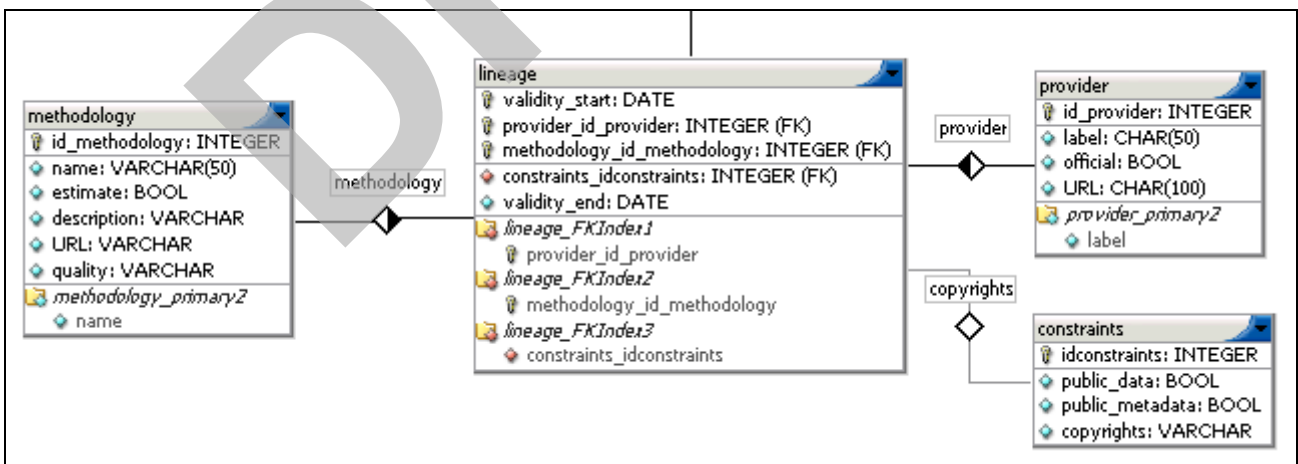 methodology
id_methodology: INTEGER
name: VARCHAR(50)
estimate: BOOL
description: VARCHAR
URL: VARCHAR
quality: VARCHAR
methodology_primary2
name
methodology
lineage
validity_start: DATE
provider_id_provider: INTEGER (FK)
methodology_id_methodology: INTEGER (FK)
constraints_idconstraints: INTEGER (FK)
validity_end: DATE
lineage_FKIndex1
provider_id_provider
lineage_FKIndex2
methodology_id_methodology
lineage_FKIndex3
constraints_idconstraints
provider
provider
id_provider: INTEGER
label: CHAR(50)
official: BOOL
URL: CHAR(100)
provider_primary2
label
copyrights
constraints
idconstraints: INTEGER
public_data: BOOL
public_metadata: BOOL
copyrights: VARCHAR